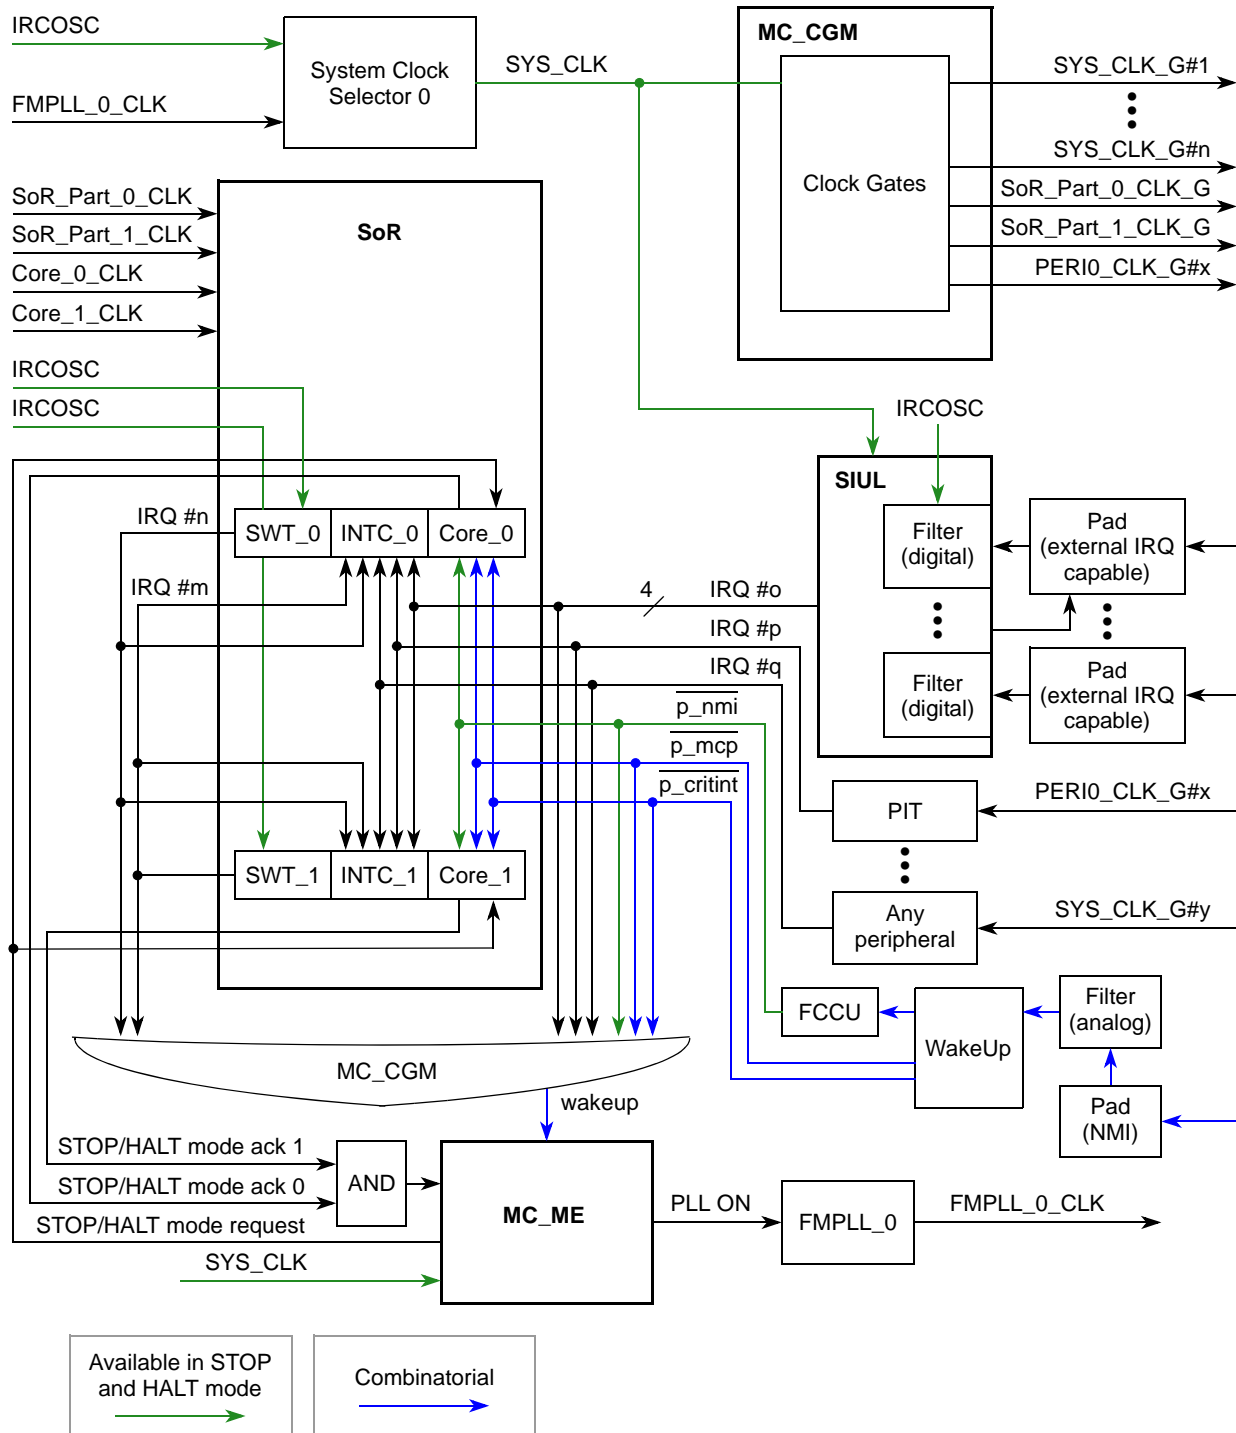 IRCOSC
FMPLL_0_CLK
System Clock
Selector 0
SYS_CLK
MC_CGM
Clock Gates
SYS_CLK_G#1
SYS_CLK_G#n
SoR_Part_0_CLK_G
SoR_Part_1_CLK_G
PERI0_CLK_G#x
SoR_Part_0_CLK
SoR_Part_1_CLK
Core_0_CLK
Core_1_CLK
IRCOSC
IRCOSC
SoR
IRCOSC
SIUL
Filter
(digital)
Filter
(digital)
Pad
(external IRQ
capable)
Pad
(external IRQ
capable)
IRQ #n
IRQ #m
SWT_0
INTC_0
Core_0
4
IRQ #o
IRQ #p
IRQ #q
p_nmi
p_mcp
p_critint
SWT_1
INTC_1
Core_1
PIT
PERI0_CLK_G#x
Any
peripheral
SYS_CLK_G#y
FCCU
WakeUp
Filter
(analog)
Pad
(NMI)
MC_CGM
wakeup
STOP/HALT mode ack 1
STOP/HALT mode ack 0
STOP/HALT mode request
SYS_CLK
AND
MC_ME
PLL ON
FMPLL_0
FMPLL_0_CLK
Available in STOP
and HALT mode
Combinatorial